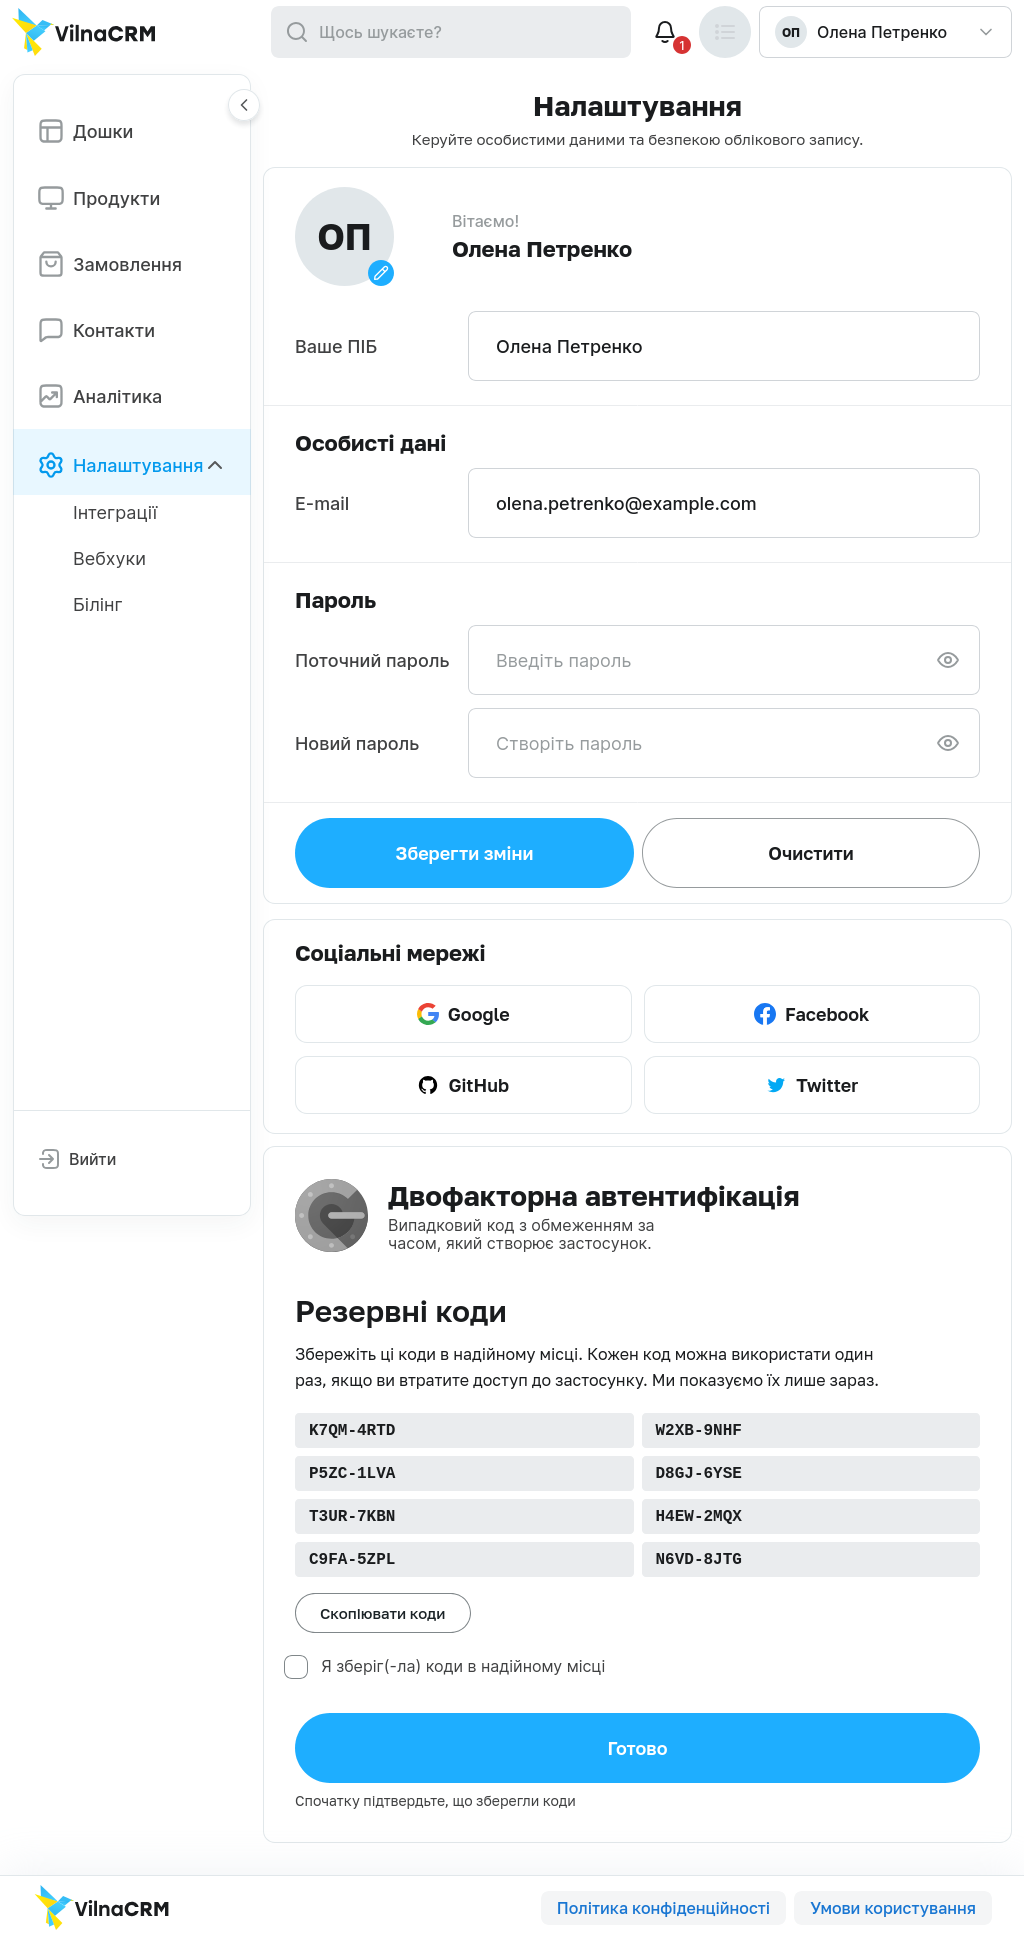 VilnaCRM
Щось шукаєте?
1
ОП
Олена Петренко
Дошки
Продукти
Замовлення
Контакти
Аналітика
Налаштування
Інтеграції
Вебхуки
Білінг
Вийти
Налаштування
Керуйте особистими даними та безпекою облікового запису.
ОП
Вітаємо!
Олена Петренко
Ваше ПІБ
Олена Петренко
Особисті дані
E-mail
olena.petrenko@example.com
Пароль
Поточний пароль
Введіть пароль
Новий пароль
Створіть пароль
Зберегти зміни
Очистити
Соціальні мережі
Google
Facebook
GitHub
Twitter
Двофакторна автентифікація
Випадковий код з обмеженням за
часом, який створює застосунок.
Резервні коди
Збережіть ці коди в надійному місці. Кожен код можна використати один
раз, якщо ви втратите доступ до застосунку. Ми показуємо їх лише зараз.
K7QM-4RTD
W2XB-9NHF
P5ZC-1LVA
D8GJ-6YSE
T3UR-7KBN
H4EW-2MQX
C9FA-5ZPL
N6VD-8JTG
Скопіювати коди
Я зберіг(-ла) коди в надійному місці
Готово
Спочатку підтвердьте, що зберегли коди
VilnaCRM
Політика конфіденційності
Умови користування